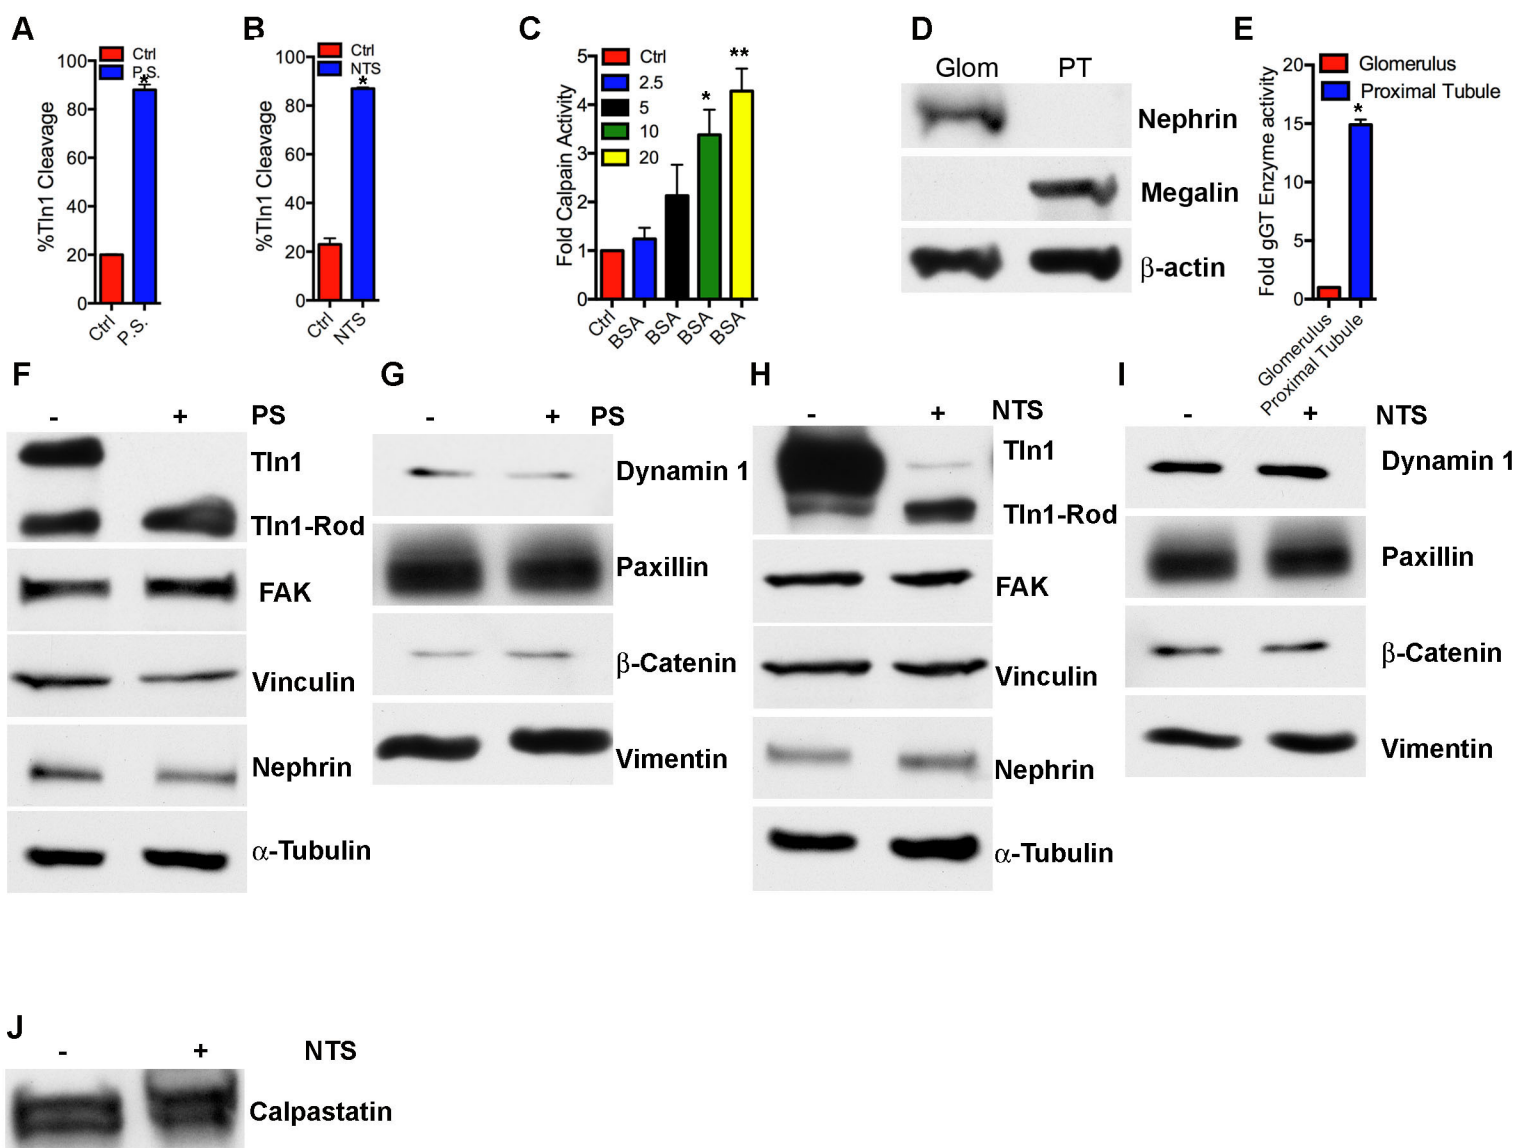 A
Ctrl
P.S.
*
%Tln1 Cleavage
100
80
60
40
20
0
Ctrl
P.S.
B
Ctrl
NTS
*
%Tln1 Cleavage
100
80
60
40
20
0
Ctrl
NTS
C
Ctrl
2.5
5
10
20
*
**
Fold Calpain Activity
5
4
3
2
1
0
Ctrl
BSA
BSA
BSA
BSA
D
Glom PT
Nephrin
Megalin
β-actin
E
Glomerulus
Proximal Tubule
*
Fold gGT Enzyme activity
20
15
10
5
0
Glomerulus
Proximal Tubule
F
- + PS
Tln1
Tln1-Rod
FAK
Vinculin
Nephrin
α-Tubulin
G
- + PS
Dynamin 1
Paxillin
β-Catenin
Vimentin
H
- + NTS
Tln1
Tln1-Rod
FAK
Vinculin
Nephrin
α-Tubulin
I
- + NTS
Dynamin 1
Paxillin
β-Catenin
Vimentin
J
- + NTS
Calpastatin